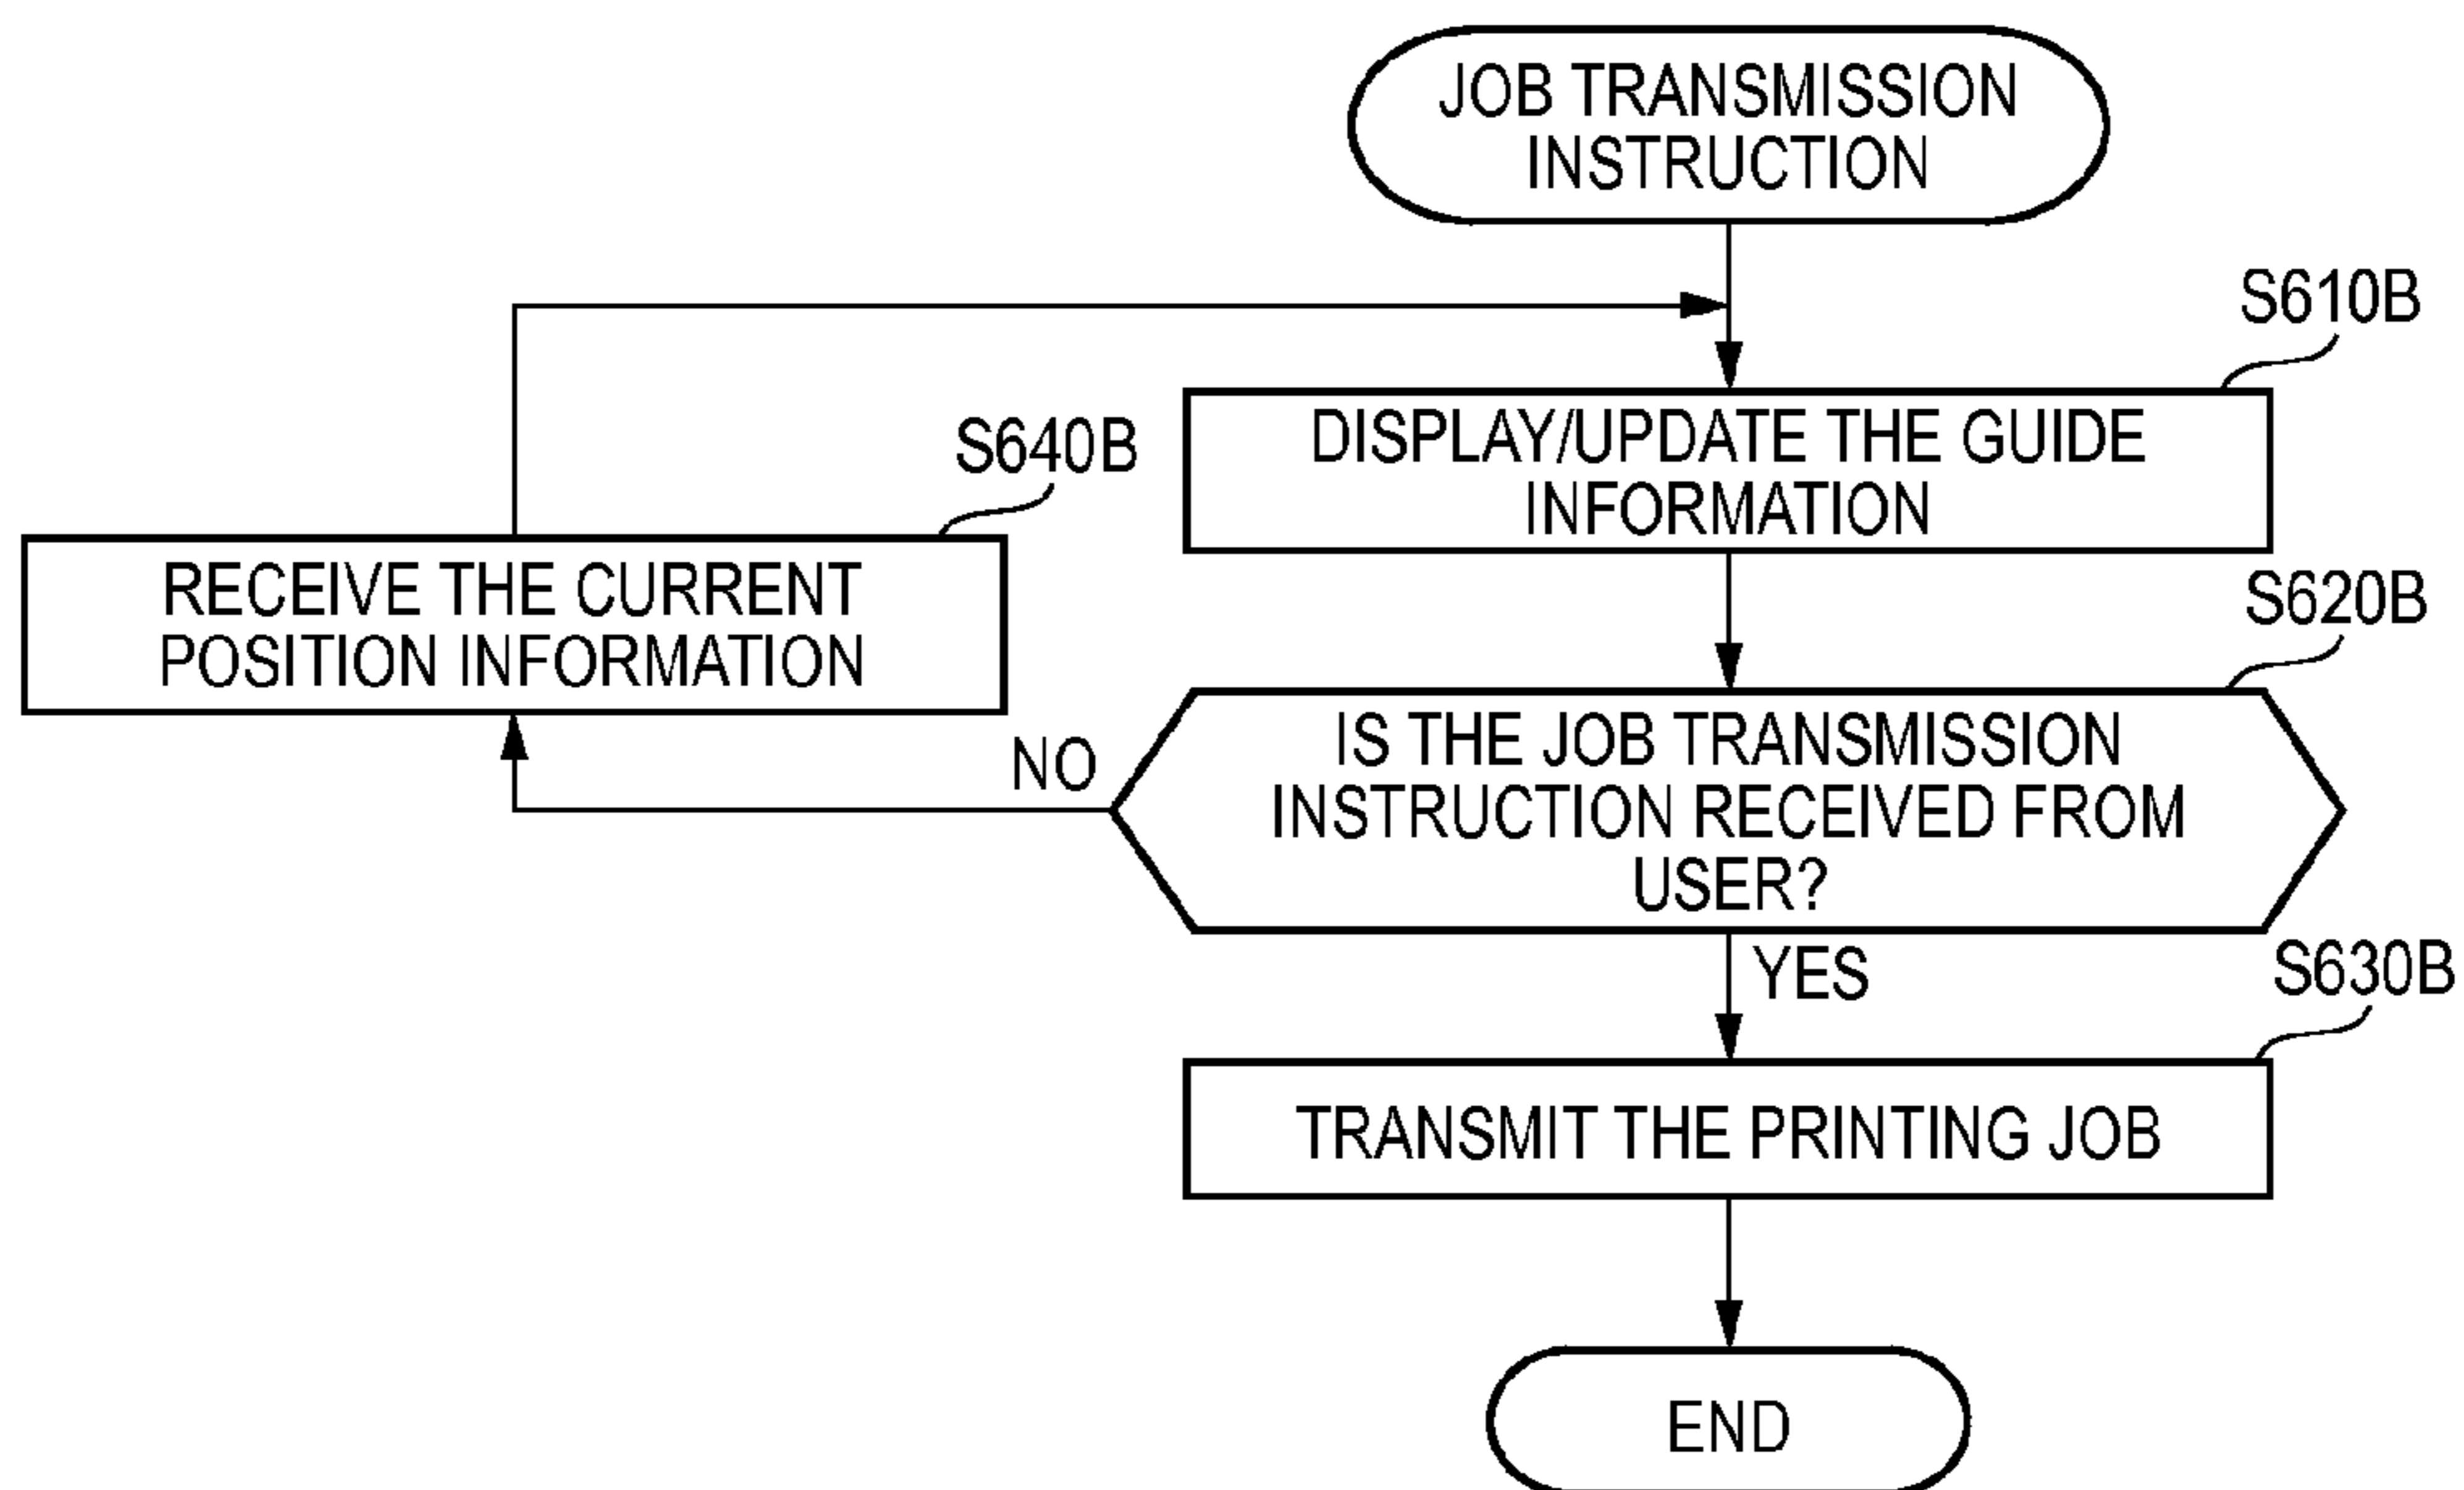 JOB TRANSMISSION
INSTRUCTION
S610B
DISPLAY/UPDATE THE GUIDE
INFORMATION
S640B
RECEIVE THE CURRENT
POSITION INFORMATION
S620B
IS THE JOB TRANSMISSION
INSTRUCTION RECEIVED FROM
USER?
NO
YES
S630B
TRANSMIT THE PRINTING JOB
END